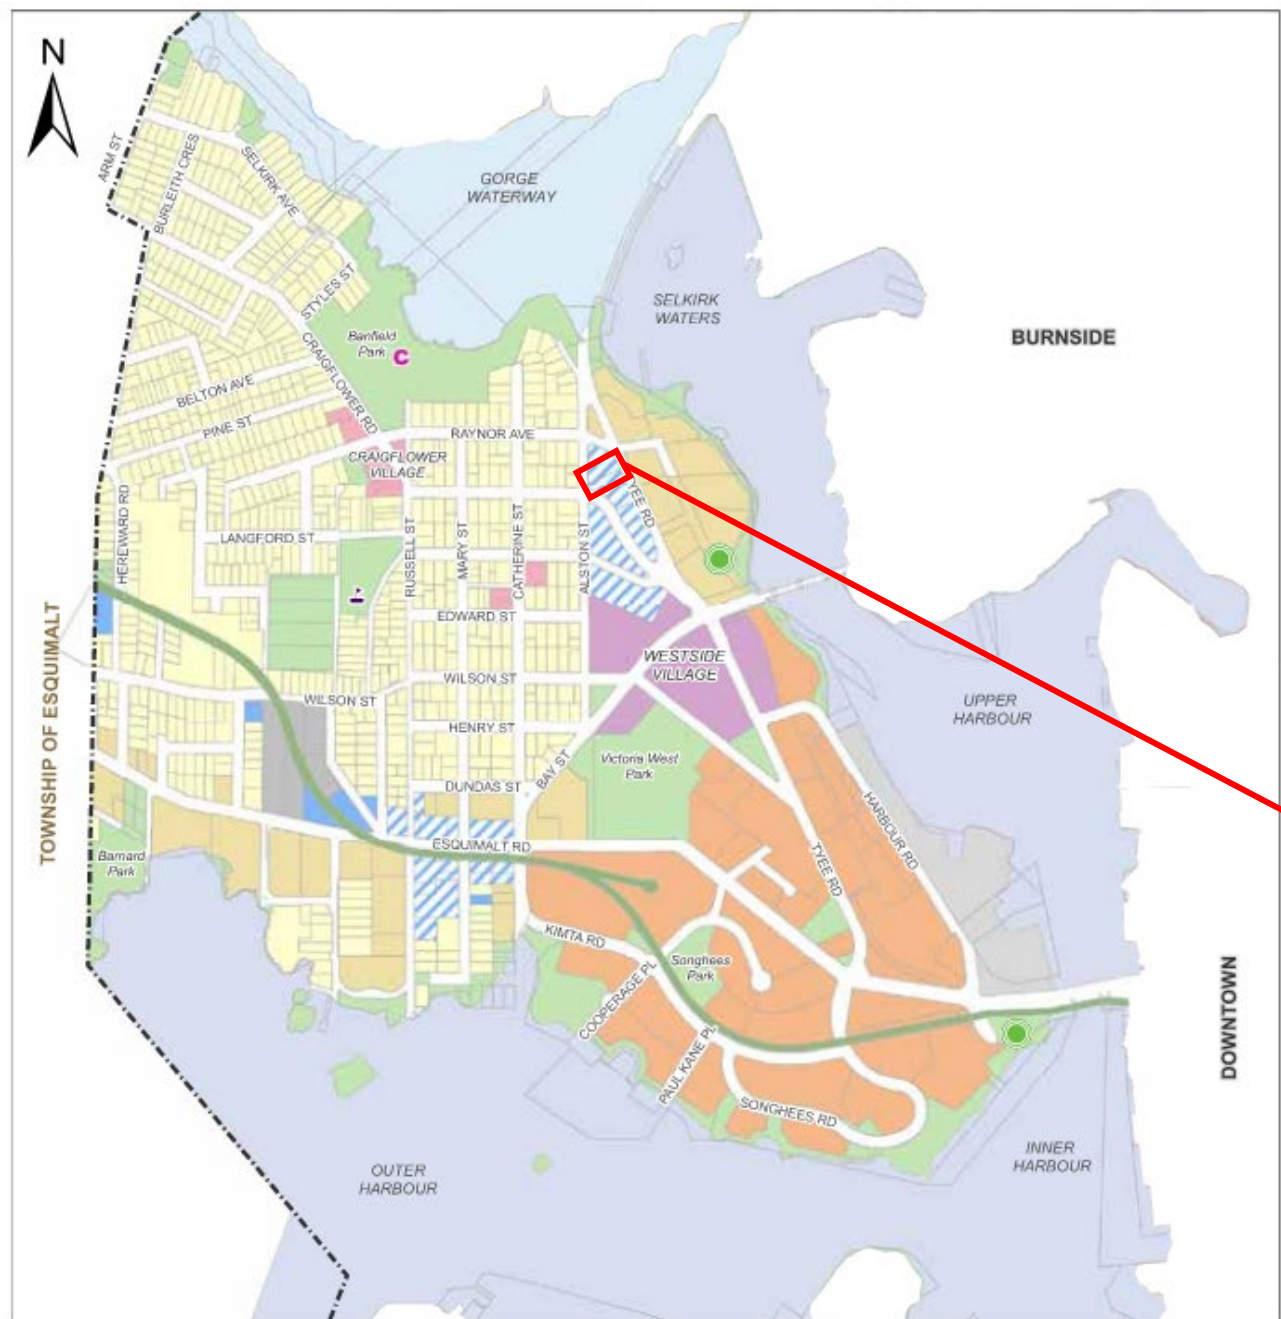 N
ARM ST
BURLEITH CRES
SELKIRK AVE
GORGE
WATERWAY
STYLES ST
SELKIRK
WATERS
BURNSIDE
Banfield
Park
C
CRAIGFLOWER RD
BELTON AVE
PINE ST
RAYNOR AVE
CRAIGFLOWER
VILLAGE
TYEE RD
HEREWARD RD
LANGFORD ST
RUSSELL ST
MARY ST
CATHERINE ST
ALSTON ST
EDWARD ST
TOWNSHIP OF ESQUIMALT
WESTSIDE
VILLAGE
WILSON ST
WILSON ST
UPPER
HARBOUR
HENRY ST
BAY ST
Victoria West
Park
DUNDAS ST
HARBOUR RD
ESQUIMALT RD
TYEE RD
Barnard
Park
KIMTA RD
Songhees
Park
COOPERAGE PL
PAUL KANE PL
DOWNTOWN
SONGHEES RD
OUTER
HARBOUR
INNER
HARBOUR